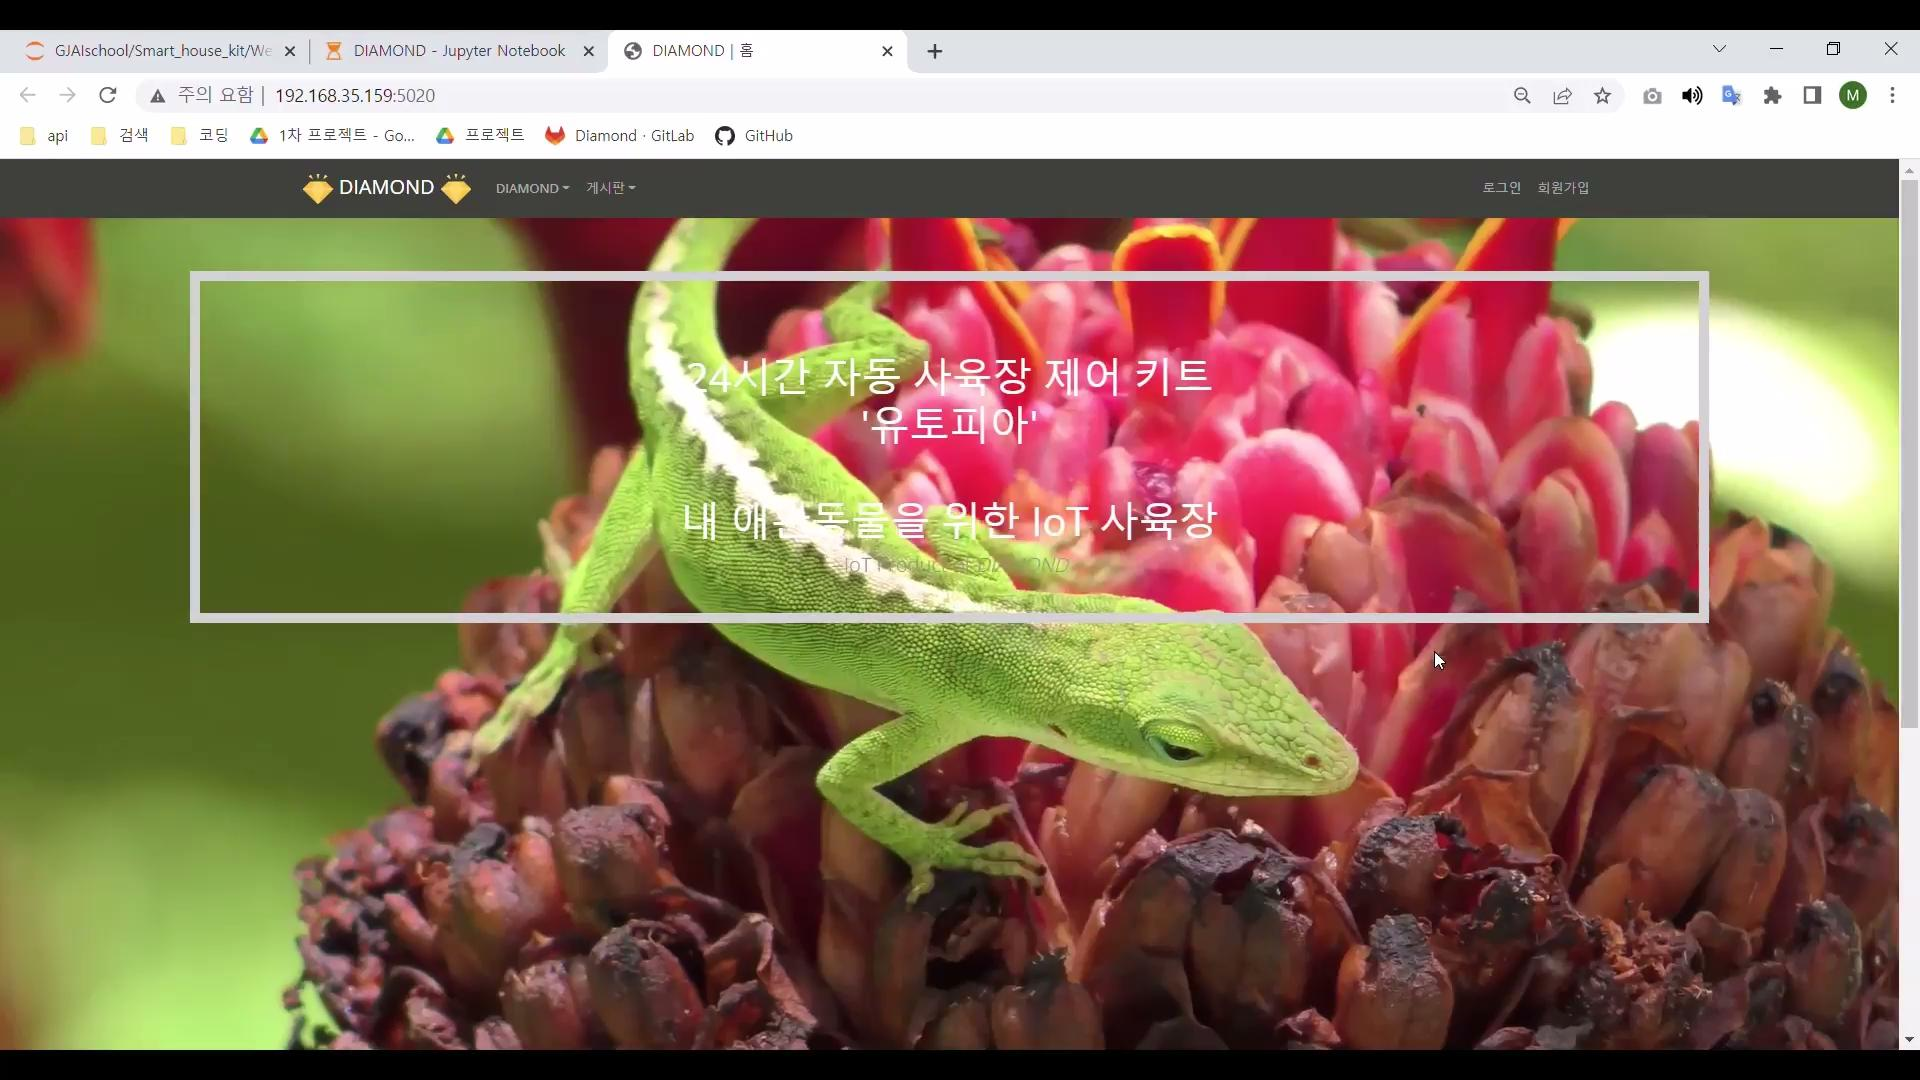 GJAIschool/Smart_house_kit/We
DIAMOND - Jupyter Notebook
DIAMOND | 홈
주의 요함 | 192.168.35.159:5020
M
api
검색
코딩
1차 프로젝트 - Go...
프로젝트
Diamond · GitLab
GitHub
DIAMOND
DIAMOND
게시판
로그인
회원가입
24시간 자동 사육장 제어 키트
'유토피아'
내 애완동물을 위한 IoT 사육장
IoT Product of DIAMOND